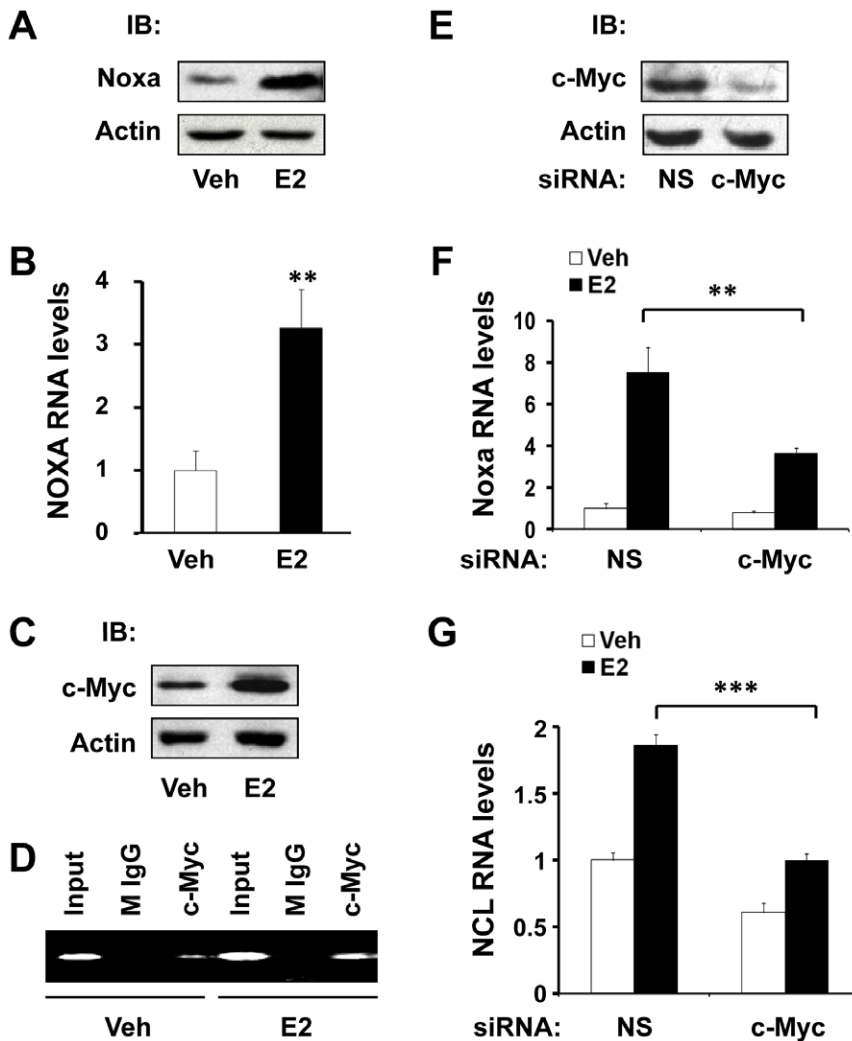 A
IB:
Noxa
Actin
Veh E2
B
NOXA RNA levels
4
3
2
1
0
**
Veh E2
C
IB:
c-Myc
Actin
Veh E2
D
Input M IgG c-Myc Input M IgG c-Myc
Veh E2
E
IB:
c-Myc
Actin
siRNA: NS c-Myc
F
Veh
E2
**
Noxa RNA levels
10
8
6
4
2
0
siRNA: NS c-Myc
G
Veh
E2
***
NCL RNA levels
2
1.5
1
0.5
0
siRNA: NS c-Myc